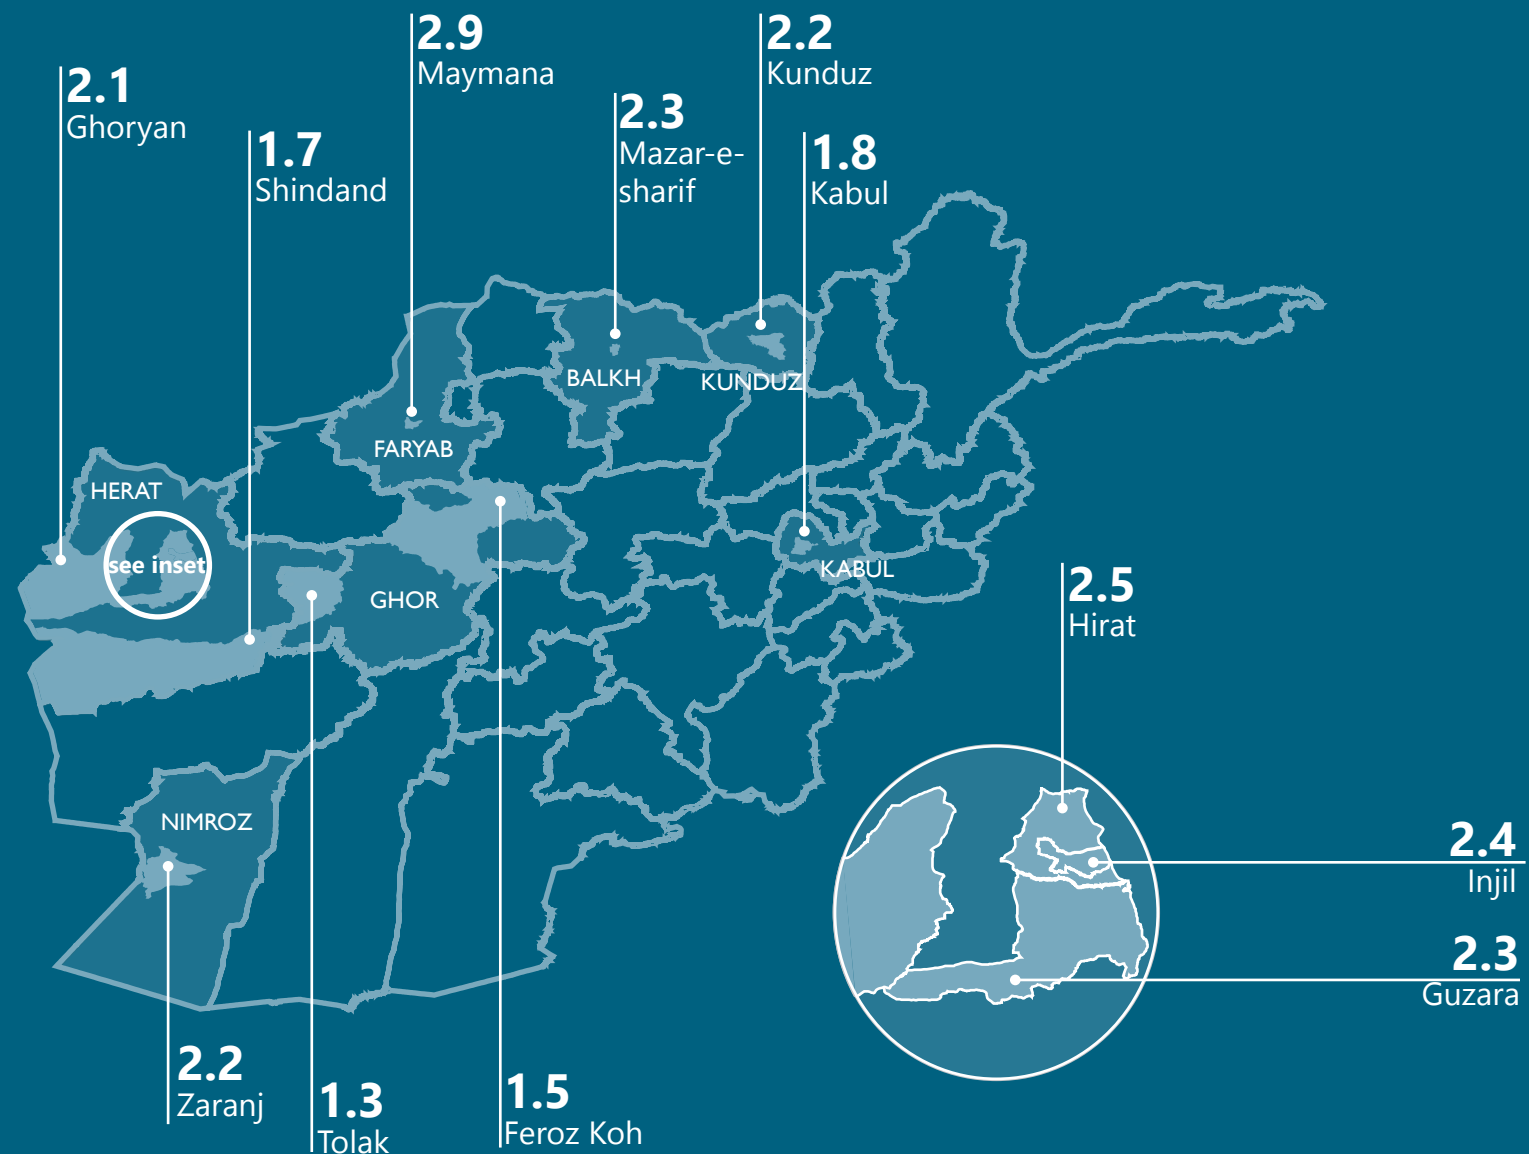 2.9
Maymana
2.2
Kunduz
2.1
Ghoryan
2.3
Mazar-e-
sharif
1.7
Shindand
1.8
Kabul
BALKH
KUNDUZ
FARYAB
HERAT
see inset
KABUL
GHOR
2.5
Hirat
NIMROZ
2.4
Injil
2.3
Guzara
2.2
Zaranj
1.3
Tolak
1.5
Feroz Koh